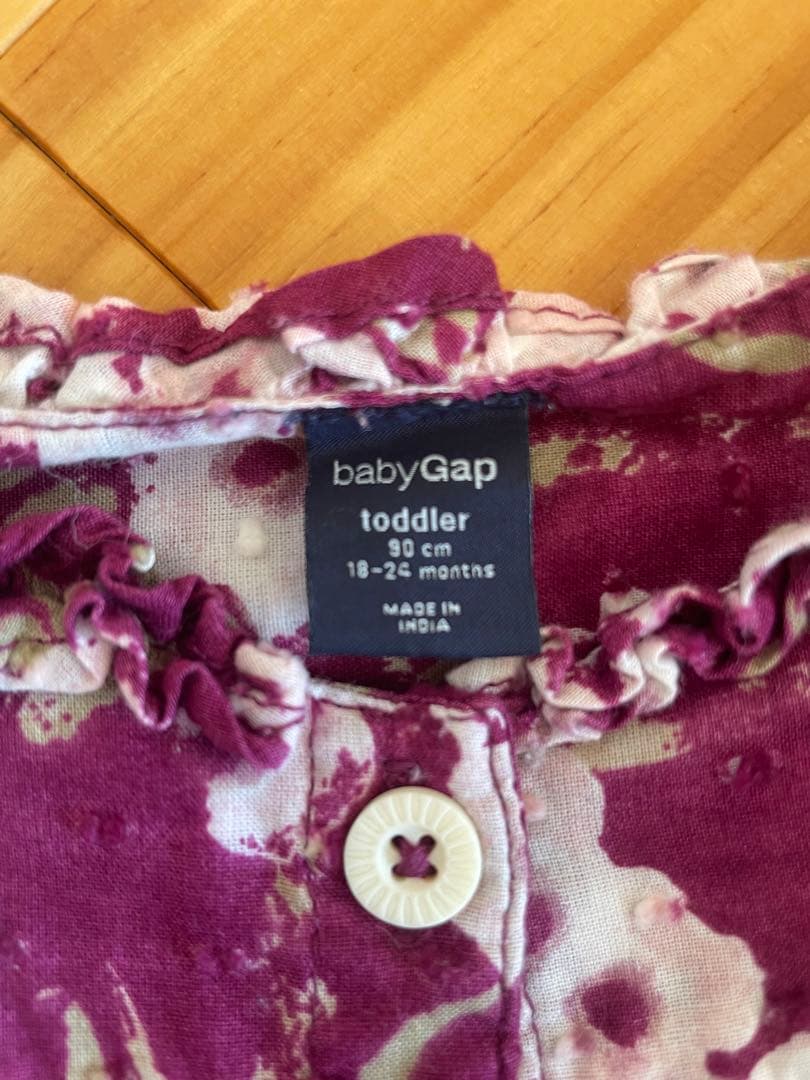 babyGap
toddler
90 cm
18-24 months
MADE IN
INDIA